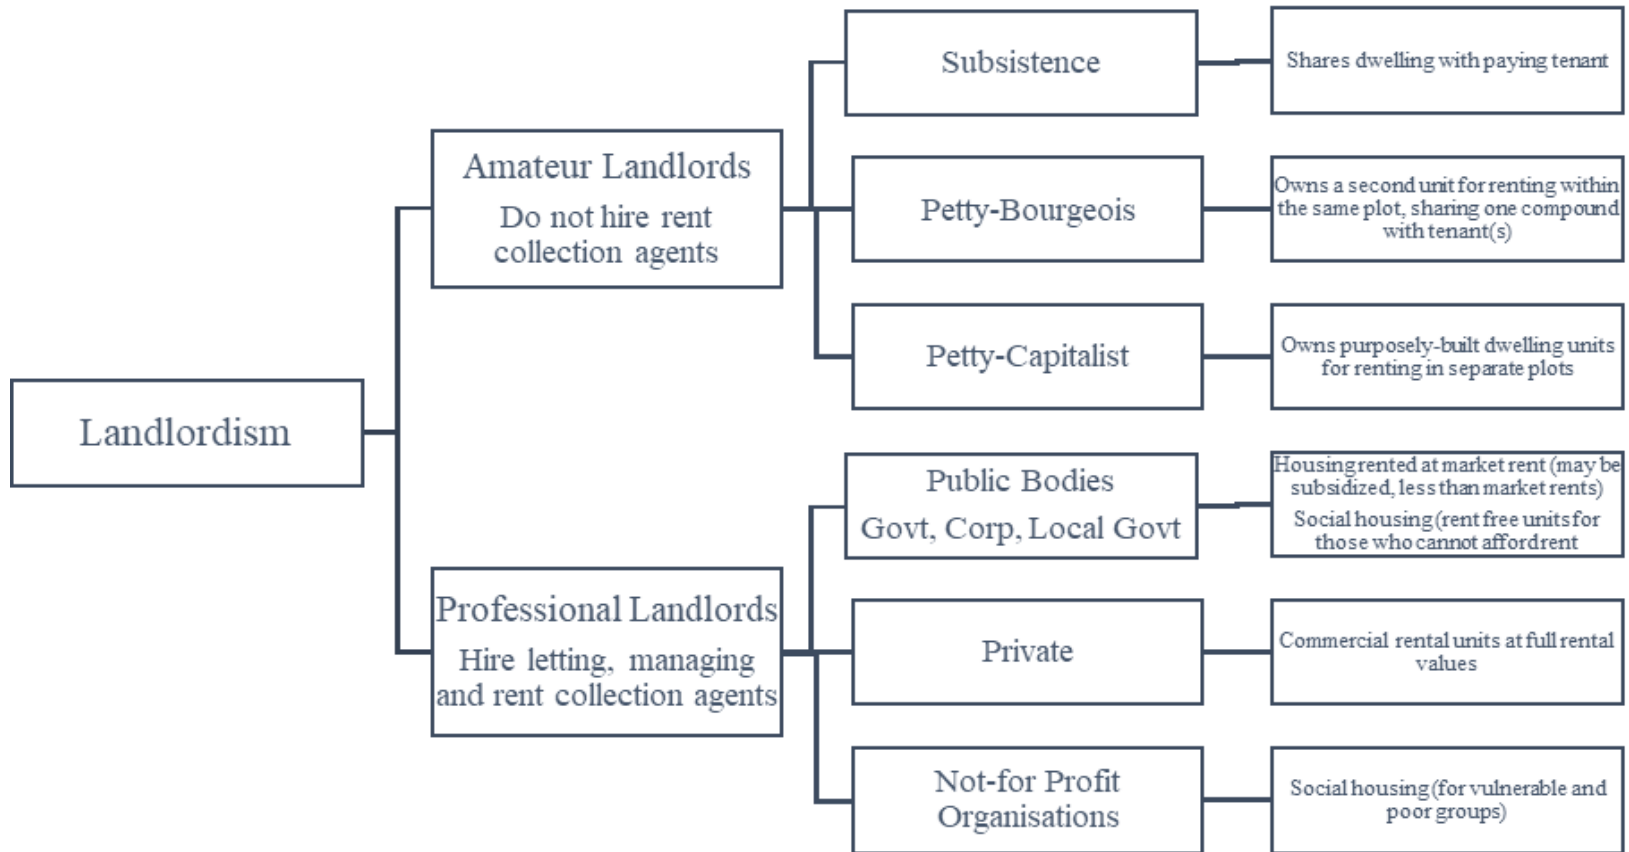 Landlordism
Amateur Landlords
Do not hire rent
collection agents
Subsistence
Shares dwelling with paying tenant
Petty-Bourgeois
Owns a second unit for renting within
the same plot, sharing one compound
with tenant(s)
Petty-Capitalist
Owns purposely-built dwelling units
for renting in separate plots
Professional Landlords
Hire letting, managing
and rent collection agents
Public Bodies
Govt, Corp, Local Govt
Housing rented at market rent (may be
subsidized, less than market rents)
Social housing (rent free units for
those who cannot afford rent
Private
Commercial rental units at full rental
values
Not-for Profit
Organisations
Social housing (for vulnerable and
poor groups)